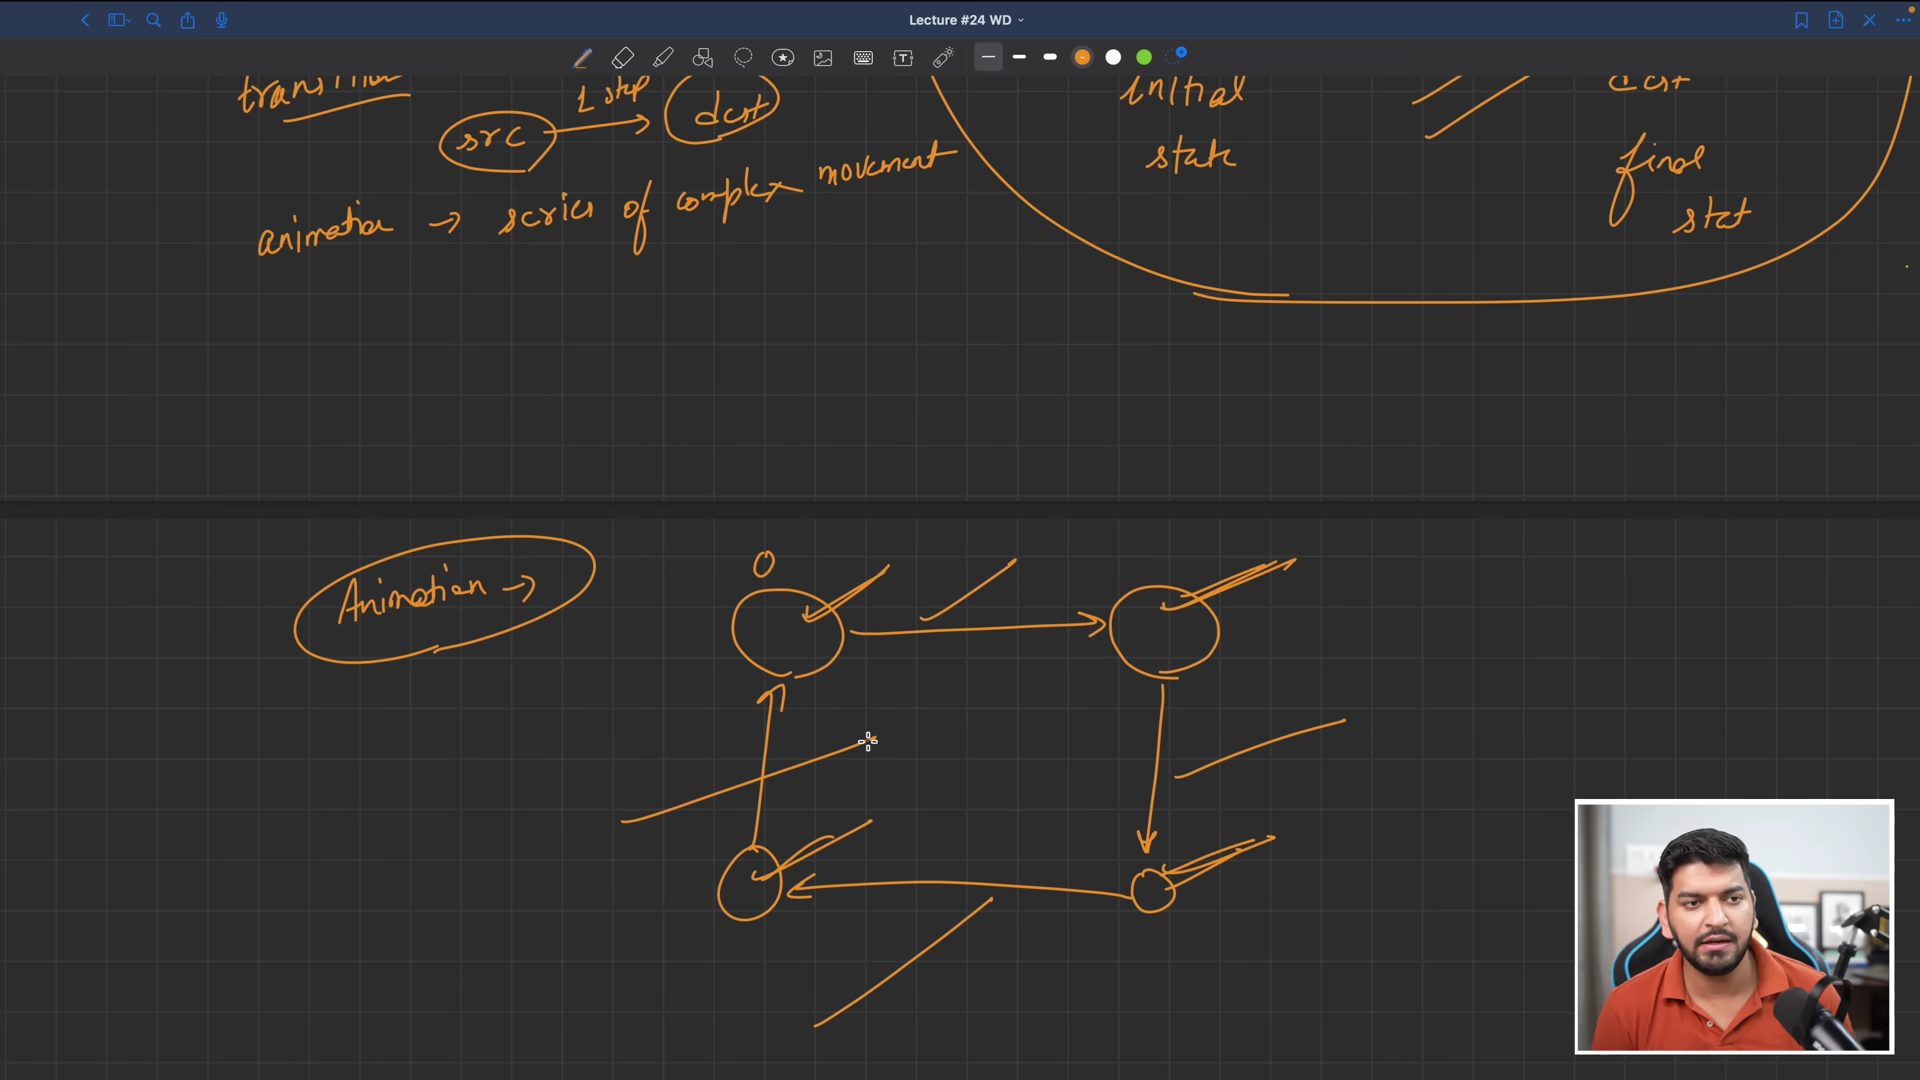 Lecture #24 WD
transition
1 step
src
dest
initial
state
dest
final
stat
animation → series of complex movement
Animation →
0